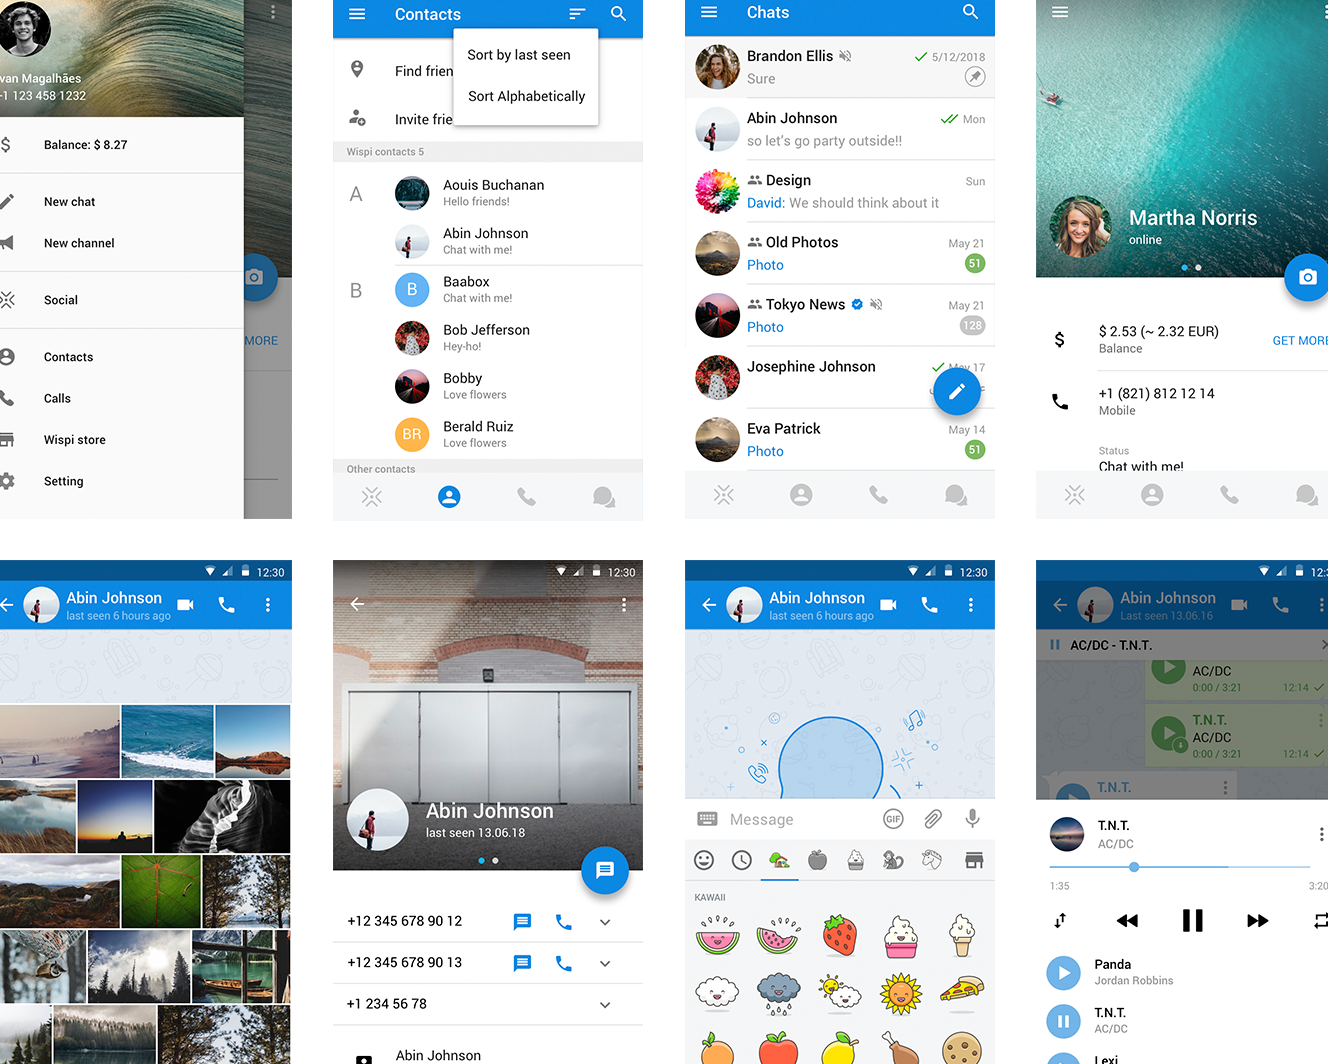 van Magalhães
+1 123 458 1232
Balance: $ 8.27
New chat
New channel
Social
MORE
Contacts
Calls
Wispi store
Setting
Contacts
Sort by last seen
Sort Alphabetically
Find frien
Invite frie
Wispi contacts 5
A
Aouis Buchanan
Hello friends!
Abin Johnson
Chat with me!
B
B
Baabox
Chat with me!
Bob Jefferson
Hey-ho!
Bobby
Love flowers
BR
Berald Ruiz
Love flowers
Other contacts
Chats
Brandon Ellis
5/12/2018
Sure
Abin Johnson
Mon
so let's go party outside!!
Design
Sun
David: We should think about it
Old Photos
May 21
Photo
51
Tokyo News
May 21
Photo
128
Josephine Johnson
May 17
Eva Patrick
May 14
Photo
51
Martha Norris
online
$ 2.53 (~ 2.32 EUR)
Balance
GET MORE
+1 (821) 812 12 14
Mobile
Status
Chat with me!
12:30
Abin Johnson
last seen 6 hours ago
12:30
Abin Johnson
last seen 13.06.18
+12 345 678 90 12
+12 345 678 90 13
+1 234 56 78
Abin Johnson
12:30
Abin Johnson
last seen 6 hours ago
Message
GIF
KAWAII
12:3
Abin Johnson
Last seen 13.06.16
AC/DC - T.N.T.
AC/DC
0:00 / 3:21
12:14
T.N.T.
AC/DC
0:00 / 3:21
12:14
T.N.T.
T.N.T.
AC/DC
1:35
3:20
Panda
Jordan Robbins
T.N.T.
AC/DC
Lexi